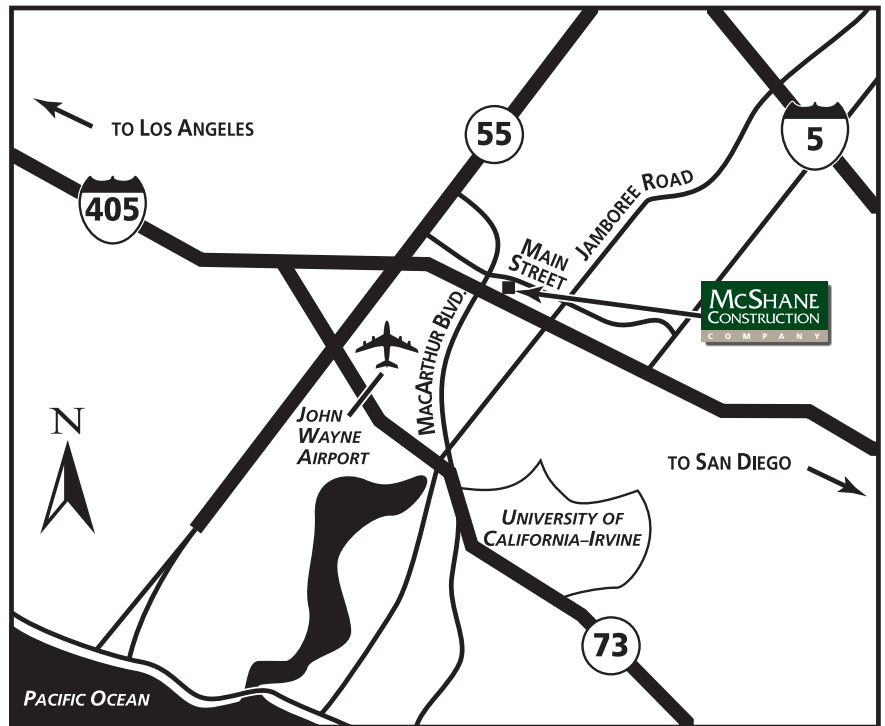 TO LOS ANGELES
55
5
405
JAMBOREE ROAD
MAIN
STREET
MCSHANE
CONSTRUCTION
COMPANY
MACARTHUR BLVD.
N
JOHN
WAYNE
AIRPORT
TO SAN DIEGO
UNIVERSITY OF
CALIFORNIA–IRVINE
73
PACIFIC OCEAN